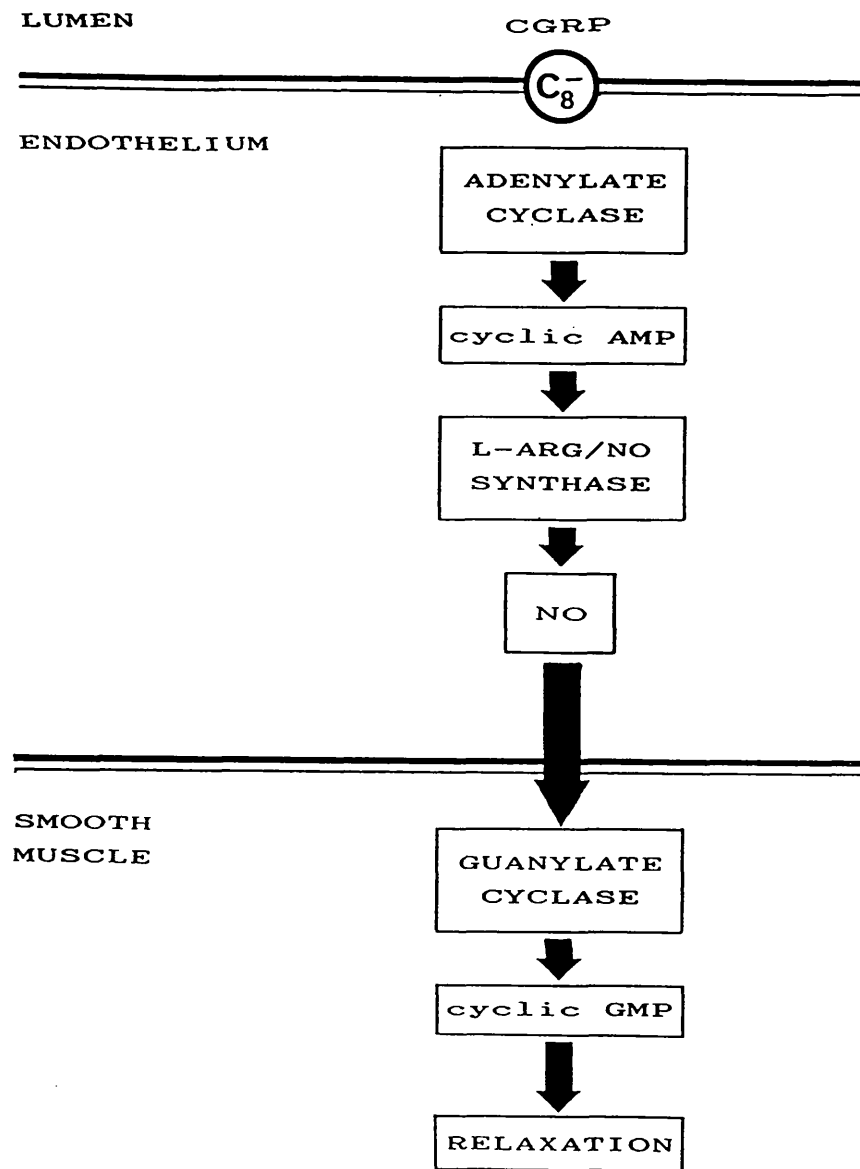 LUMEN
CGRP
C8−
ENDOTHELIUM
ADENYLATE
CYCLASE
cyclic AMP
L-ARG/NO
SYNTHASE
NO
SMOOTH
MUSCLE
GUANYLATE
CYCLASE
cyclic GMP
RELAXATION